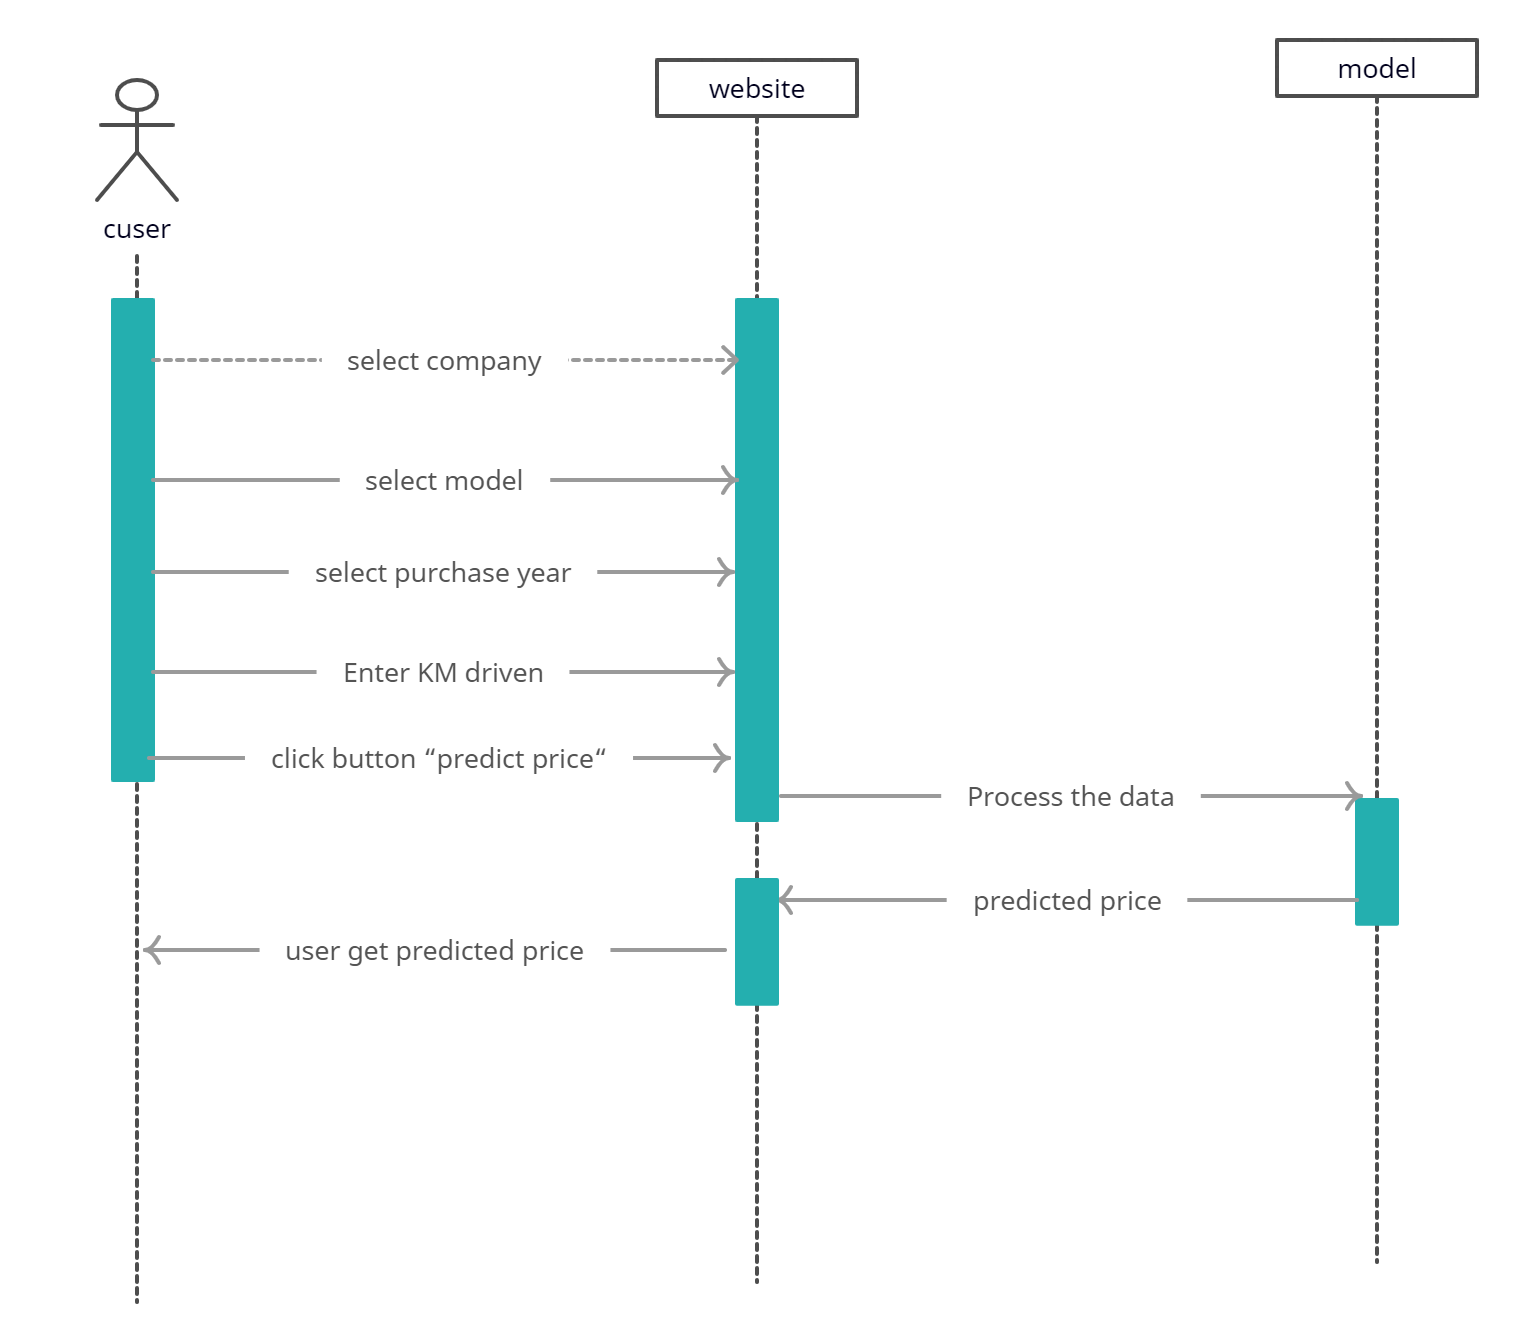 model
website
cuser
select company
select model
select purchase year
Enter KM driven
click button “predict price“
Process the data
predicted price
user get predicted price